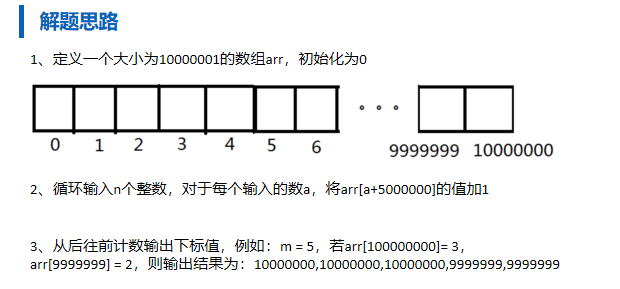 解题思路
1、定义一个大小为10000001的数组arr，初始化为0
0 1 2 3 4 5 6 9999999 10000000
2、循环输入n个整数，对于每个输入的数a，将arr[a+5000000]的值加1
3、从后往前计数输出下标值，例如：m = 5，若arr[100000000]= 3，
arr[9999999] = 2，则输出结果为：10000000,10000000,10000000,9999999,9999999